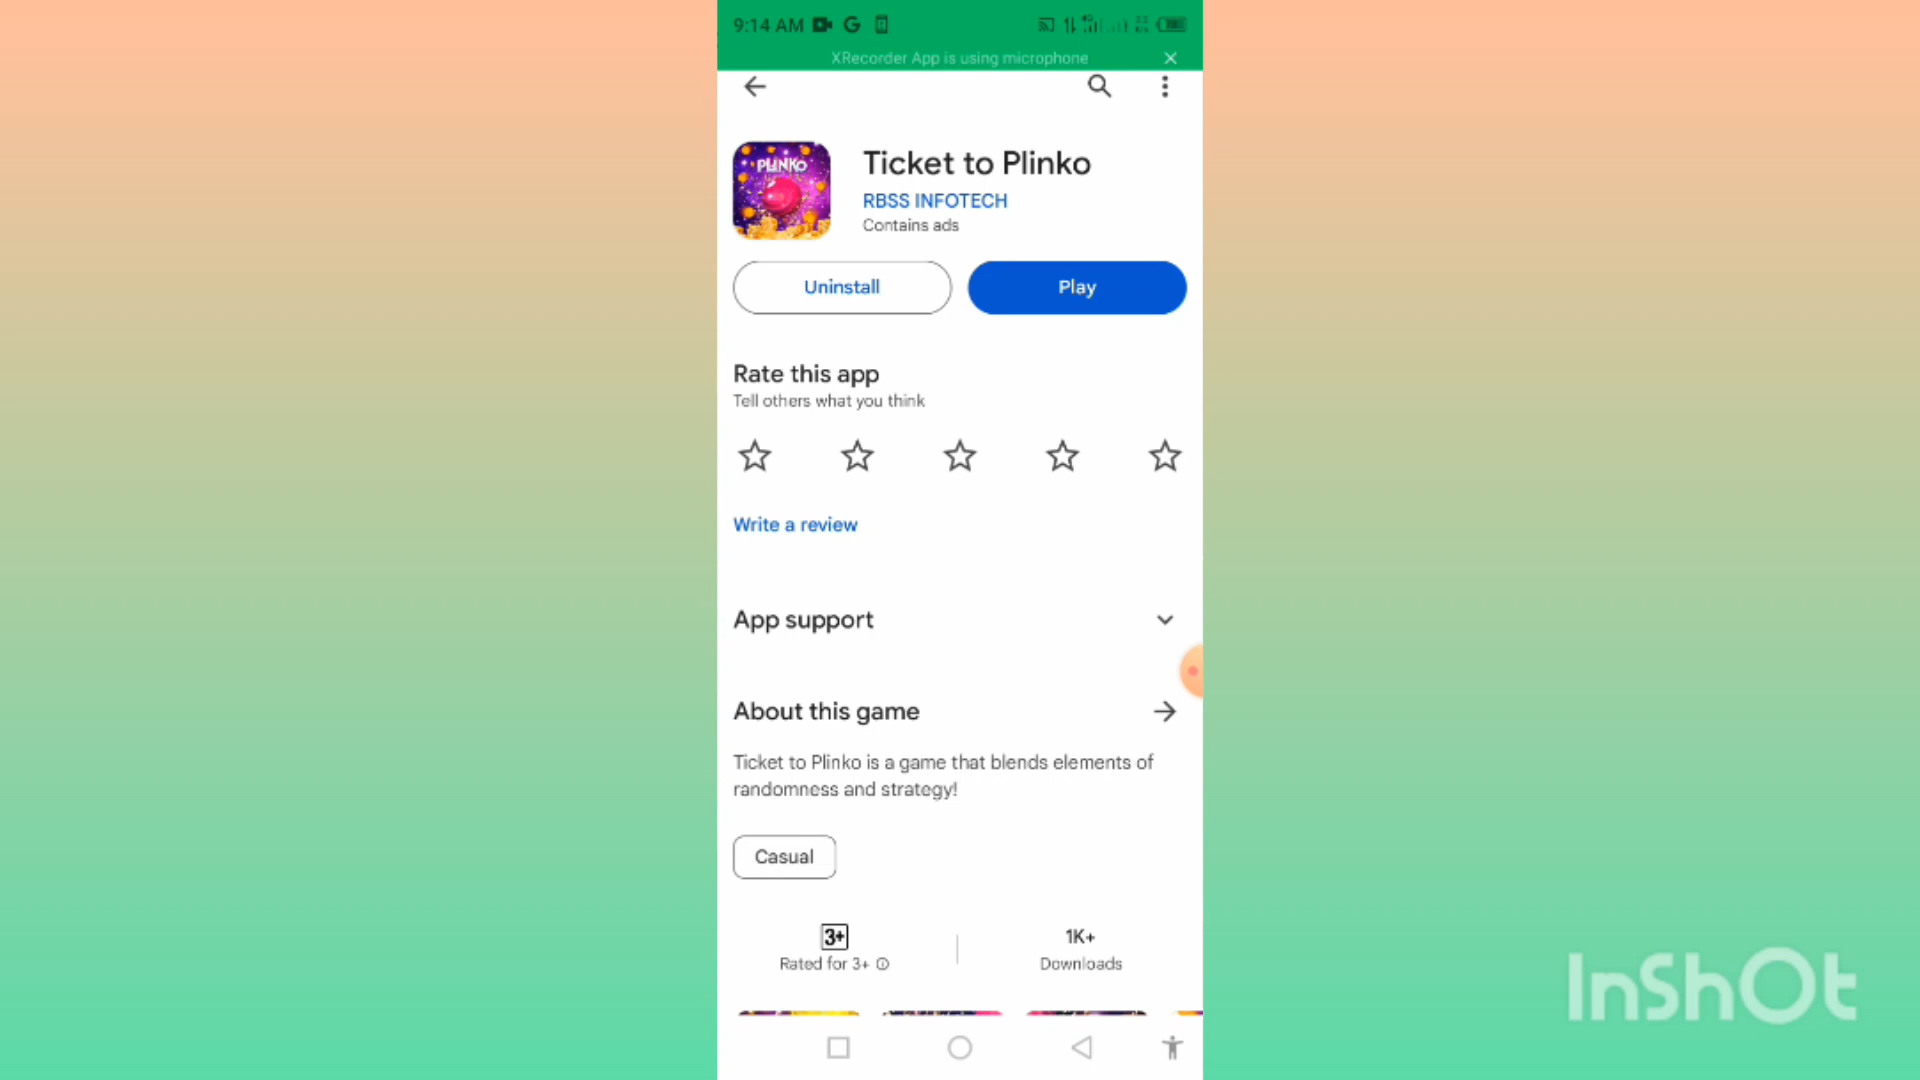 9:14 AM
XRecorder App is using microphone
PLINKO
Ticket to Plinko
RBSS INFOTECH
Contains ads
Uninstall
Play
Rate this app
Tell others what you think
Write a review
App support
About this game
Ticket to Plinko is a game that blends elements of
randomness and strategy!
Casual
3+
1K+
Rated for 3+
Downloads
InShOt